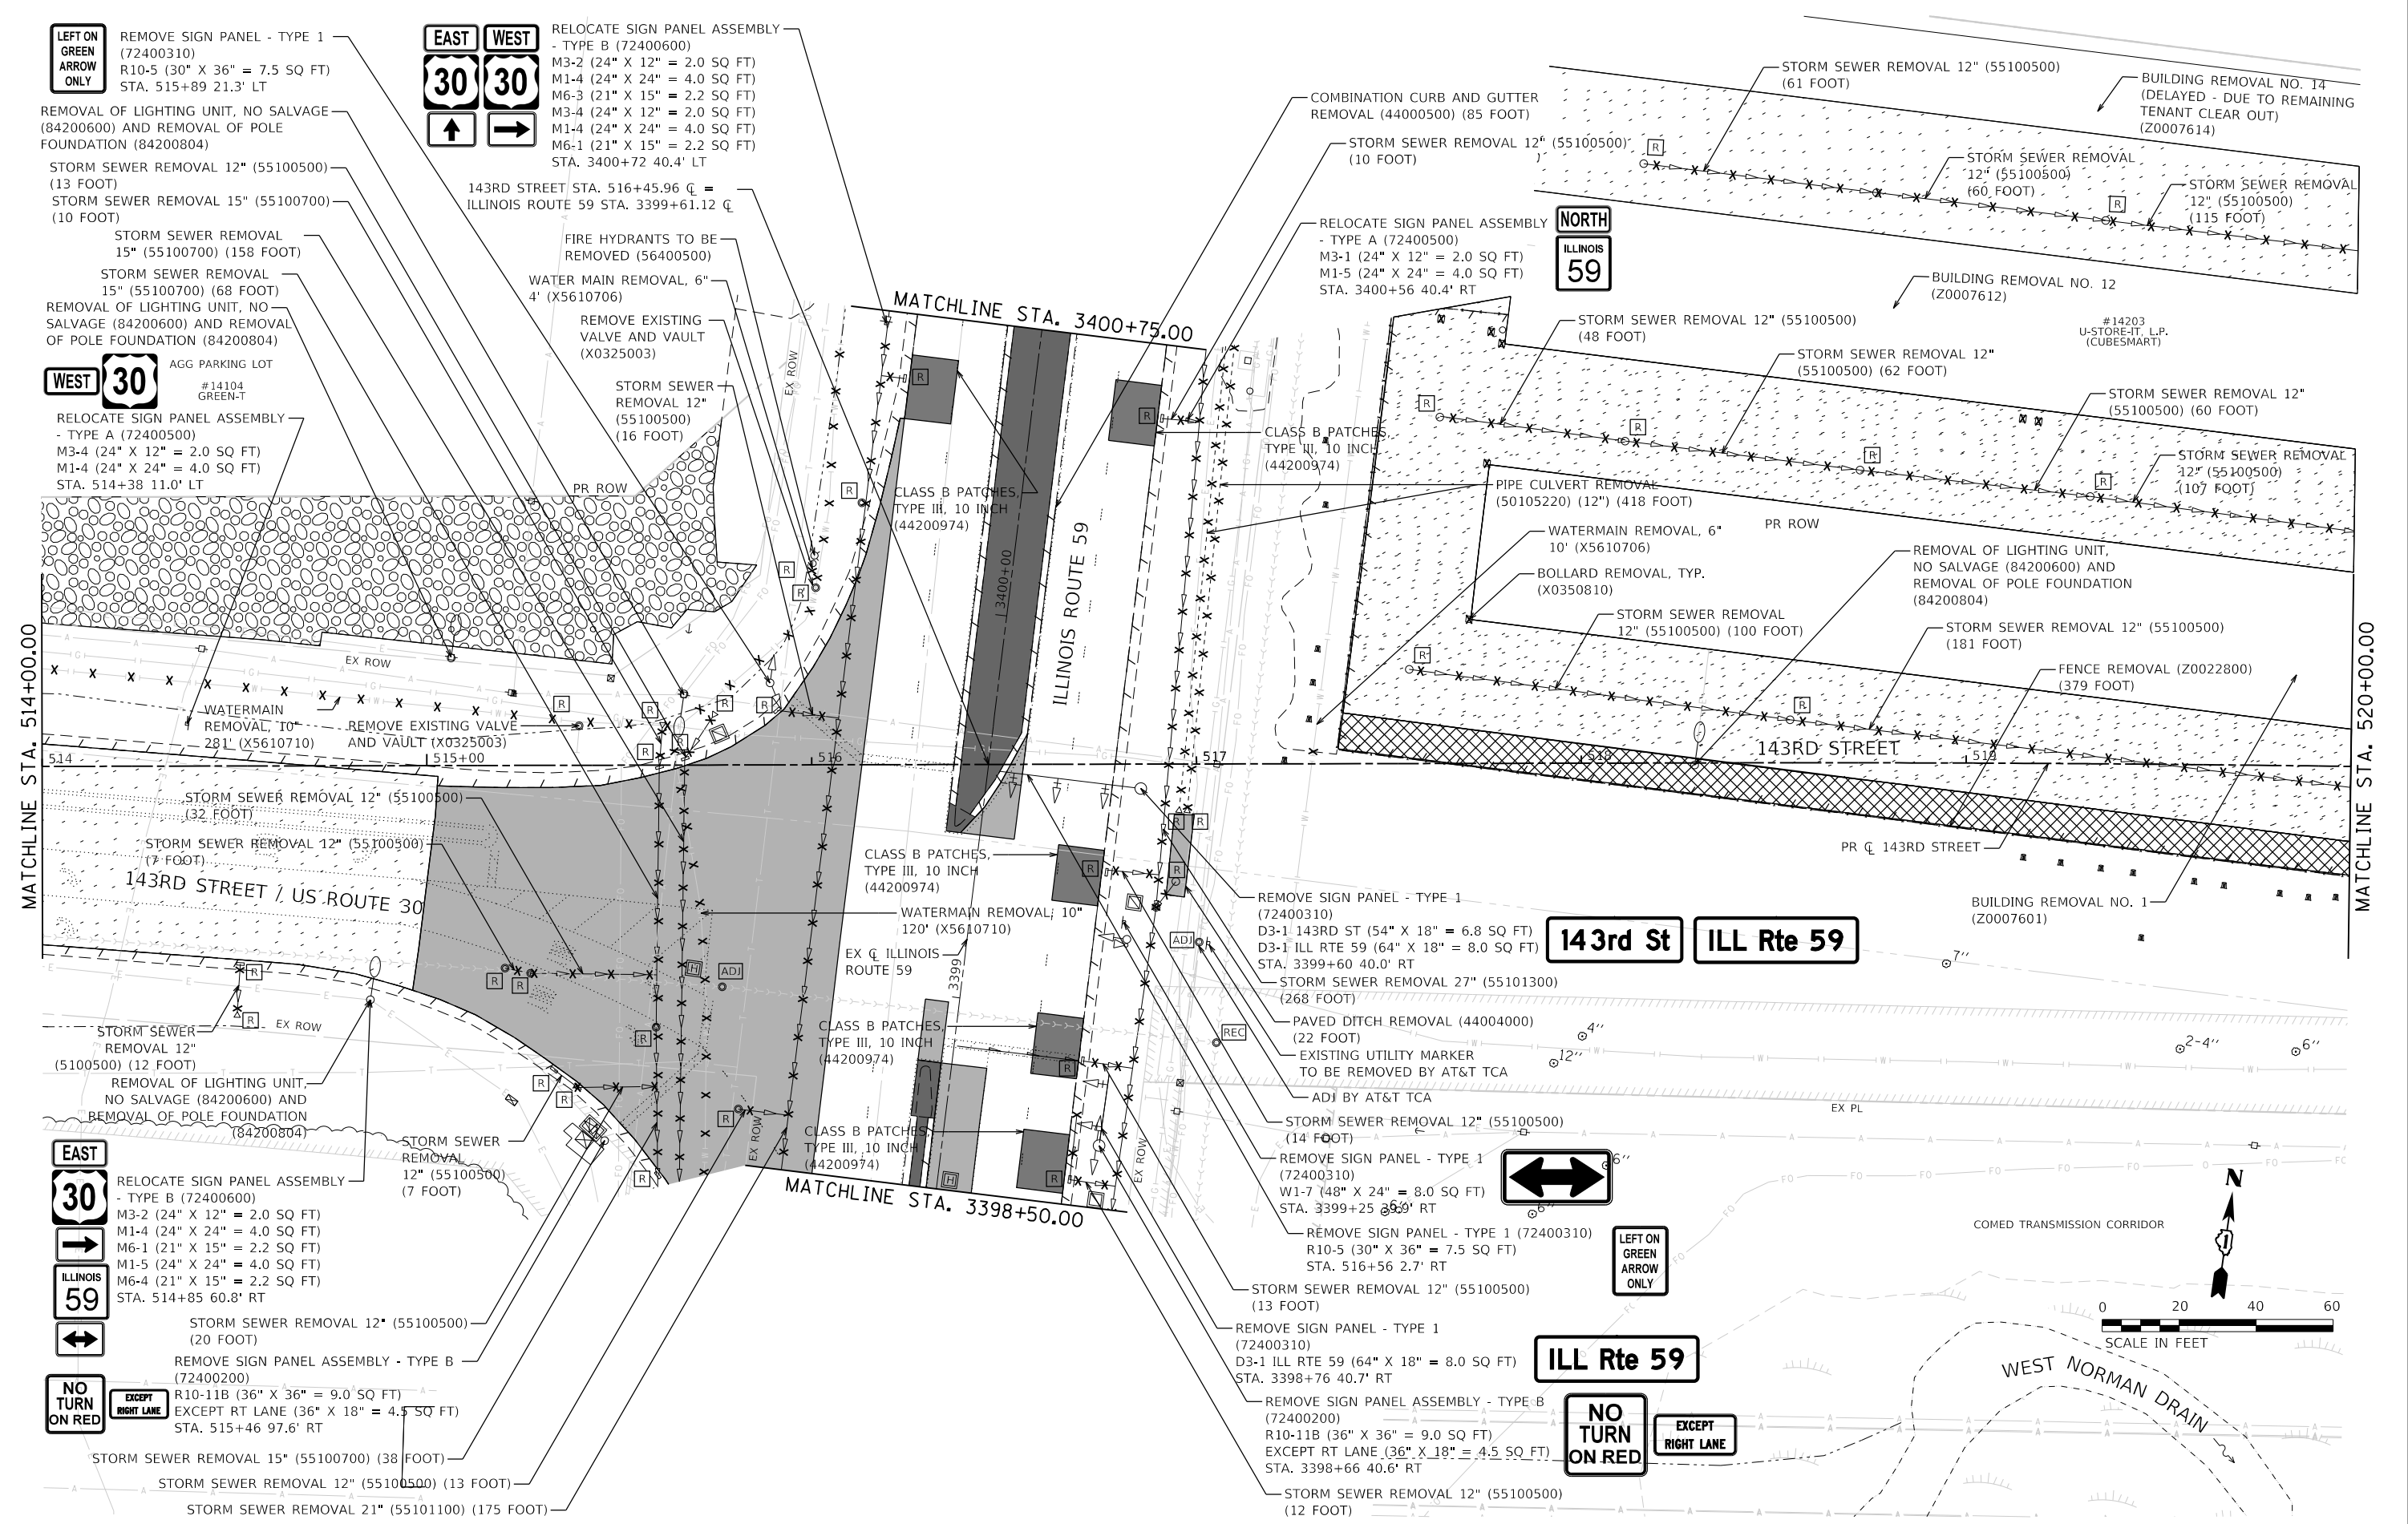 LEFT ON
GREEN
ARROW
ONLY
REMOVE SIGN PANEL - TYPE 1
(72400310)
R10-5 (30" X 36" = 7.5 SQ FT)
STA. 515+89 21.3' LT
REMOVAL OF LIGHTING UNIT, NO SALVAGE
(84200600) AND REMOVAL OF POLE
FOUNDATION (84200804)
STORM SEWER REMOVAL 12" (55100500)
(13 FOOT)
STORM SEWER REMOVAL 15" (55100700)
(10 FOOT)
STORM SEWER REMOVAL
15" (55100700) (158 FOOT)
STORM SEWER REMOVAL
15" (55100700) (68 FOOT)
REMOVAL OF LIGHTING UNIT, NO
SALVAGE (84200600) AND REMOVAL
OF POLE FOUNDATION (84200804)
WEST
30
AGG PARKING LOT
#14104
GREEN-T
RELOCATE SIGN PANEL ASSEMBLY
- TYPE A (72400500)
M3-4 (24" X 12" = 2.0 SQ FT)
M1-4 (24" X 24" = 4.0 SQ FT)
STA. 514+38 11.0' LT
EAST
WEST
30
30
RELOCATE SIGN PANEL ASSEMBLY
- TYPE B (72400600)
M3-2 (24" X 12" = 2.0 SQ FT)
M1-4 (24" X 24" = 4.0 SQ FT)
M6-3 (21" X 15" = 2.2 SQ FT)
M3-4 (24" X 12" = 2.0 SQ FT)
M1-4 (24" X 24" = 4.0 SQ FT)
M6-1 (21" X 15" = 2.2 SQ FT)
STA. 3400+72 40.4' LT
143RD STREET STA. 516+45.96 ℄ =
ILLINOIS ROUTE 59 STA. 3399+61.12 ℄
FIRE HYDRANTS TO BE
REMOVED (56400500)
WATER MAIN REMOVAL, 6"
4' (X5610706)
REMOVE EXISTING
VALVE AND VAULT
(X0325003)
STORM SEWER
REMOVAL
12"
(55100500)
(16 FOOT)
PR ROW
EX ROW
MATCHLINE STA. 3400+75.00
COMBINATION CURB AND GUTTER
REMOVAL (44000500) (85 FOOT)
STORM SEWER REMOVAL 12" (55100500)
(10 FOOT)
RELOCATE SIGN PANEL ASSEMBLY
- TYPE A (72400500)
M3-1 (24" X 12" = 2.0 SQ FT)
M1-5 (24" X 24" = 4.0 SQ FT)
STA. 3400+56 40.4' RT
NORTH
ILLINOIS
59
STORM SEWER REMOVAL 12" (55100500)
(61 FOOT)
BUILDING REMOVAL NO. 14
(DELAYED - DUE TO REMAINING
TENANT CLEAR OUT)
(Z0007614)
STORM SEWER REMOVAL
12" (55100500)
(60 FOOT)
STORM SEWER REMOVAL
12" (55100500)
(115 FOOT)
BUILDING REMOVAL NO. 12
(Z0007612)
#14203
U-STORE-IT, L.P.
(CUBESMART)
STORM SEWER REMOVAL 12" (55100500)
(48 FOOT)
STORM SEWER REMOVAL 12"
(55100500) (62 FOOT)
STORM SEWER REMOVAL 12"
(55100500) (60 FOOT)
STORM SEWER REMOVAL
12" (55100500)
(107 FOOT)
CLASS B PATCHES,
TYPE III, 10 INCH
(44200974)
CLASS B PATCHES,
TYPE III, 10 INCH
(44200974)
PIPE CULVERT REMOVAL
(50105220) (12") (418 FOOT)
PR ROW
WATERMAIN REMOVAL, 6"
10' (X5610706)
BOLLARD REMOVAL, TYP.
(X0350810)
REMOVAL OF LIGHTING UNIT,
NO SALVAGE (84200600) AND
REMOVAL OF POLE FOUNDATION
(84200804)
STORM SEWER REMOVAL
12" (55100500) (100 FOOT)
STORM SEWER REMOVAL 12" (55100500)
(181 FOOT)
FENCE REMOVAL (Z0022800)
(379 FOOT)
3400+00
ILLINOIS ROUTE 59
MATCHLINE STA. 514+00.00
EX ROW
WATERMAIN
REMOVAL, 10"
281' (X5610710)
REMOVE EXISTING VALVE
AND VAULT (X0325003)
514
515+00
516
517
518
519
143RD STREET
MATCHLINE STA. 520+00.00
STORM SEWER REMOVAL 12" (55100500)
(32 FOOT)
STORM SEWER REMOVAL 12" (55100500)
(7 FOOT)
143RD STREET / US ROUTE 30
CLASS B PATCHES,
TYPE III, 10 INCH
(44200974)
WATERMAIN REMOVAL, 10"
120' (X5610710)
EX ℄ ILLINOIS
ROUTE 59
3399
CLASS B PATCHES,
TYPE III, 10 INCH
(44200974)
CLASS B PATCHES,
TYPE III, 10 INCH
(44200974)
PR ℄ 143RD STREET
BUILDING REMOVAL NO. 1
(Z0007601)
REMOVE SIGN PANEL - TYPE 1
(72400310)
D3-1 143RD ST (54" X 18" = 6.8 SQ FT)
D3-1 ILL RTE 59 (64" X 18" = 8.0 SQ FT)
STA. 3399+60 40.0' RT
143rd St
ILL Rte 59
STORM SEWER REMOVAL 27" (55101300)
(268 FOOT)
PAVED DITCH REMOVAL (44004000)
(22 FOOT)
EXISTING UTILITY MARKER
TO BE REMOVED BY AT&T TCA
ADJ BY AT&T TCA
STORM SEWER REMOVAL 12" (55100500)
(14 FOOT)
REMOVE SIGN PANEL - TYPE 1
(72400310)
W1-7 (48" X 24" = 8.0 SQ FT)
STA. 3399+25 39.9' RT
REMOVE SIGN PANEL - TYPE 1 (72400310)
R10-5 (30" X 36" = 7.5 SQ FT)
STA. 516+56 2.7' RT
LEFT ON
GREEN
ARROW
ONLY
STORM SEWER REMOVAL 12" (55100500)
(13 FOOT)
REMOVE SIGN PANEL - TYPE 1
(72400310)
D3-1 ILL RTE 59 (64" X 18" = 8.0 SQ FT)
STA. 3398+76 40.7' RT
ILL Rte 59
REMOVE SIGN PANEL ASSEMBLY - TYPE B
(72400200)
R10-11B (36" X 36" = 9.0 SQ FT)
EXCEPT RT LANE (36" X 18" = 4.5 SQ FT)
STA. 3398+66 40.6' RT
NO
TURN
ON RED
EXCEPT
RIGHT LANE
STORM SEWER REMOVAL 12" (55100500)
(12 FOOT)
ADJ
ADJ
REC
7"
4"
12"
2-4"
6"
6"
6"
6"
EX PL
COMED TRANSMISSION CORRIDOR
N
0 20 40 60
SCALE IN FEET
WEST NORMAN DRAIN
STORM SEWER
REMOVAL 12"
(5100500) (12 FOOT)
EX ROW
REMOVAL OF LIGHTING UNIT,
NO SALVAGE (84200600) AND
REMOVAL OF POLE FOUNDATION
(84200804)
STORM SEWER
REMOVAL
12" (55100500)
(7 FOOT)
EX ROW
EX ROW
MATCHLINE STA. 3398+50.00
EAST
30
ILLINOIS
59
RELOCATE SIGN PANEL ASSEMBLY
- TYPE B (72400600)
M3-2 (24" X 12" = 2.0 SQ FT)
M1-4 (24" X 24" = 4.0 SQ FT)
M6-1 (21" X 15" = 2.2 SQ FT)
M1-5 (24" X 24" = 4.0 SQ FT)
M6-4 (21" X 15" = 2.2 SQ FT)
STA. 514+85 60.8' RT
STORM SEWER REMOVAL 12" (55100500)
(20 FOOT)
REMOVE SIGN PANEL ASSEMBLY - TYPE B
(72400200)
R10-11B (36" X 36" = 9.0 SQ FT)
EXCEPT RT LANE (36" X 18" = 4.5 SQ FT)
STA. 515+46 97.6' RT
NO
TURN
ON RED
EXCEPT
RIGHT LANE
STORM SEWER REMOVAL 15" (55100700) (38 FOOT)
STORM SEWER REMOVAL 12" (55100500) (13 FOOT)
STORM SEWER REMOVAL 21" (55101100) (175 FOOT)